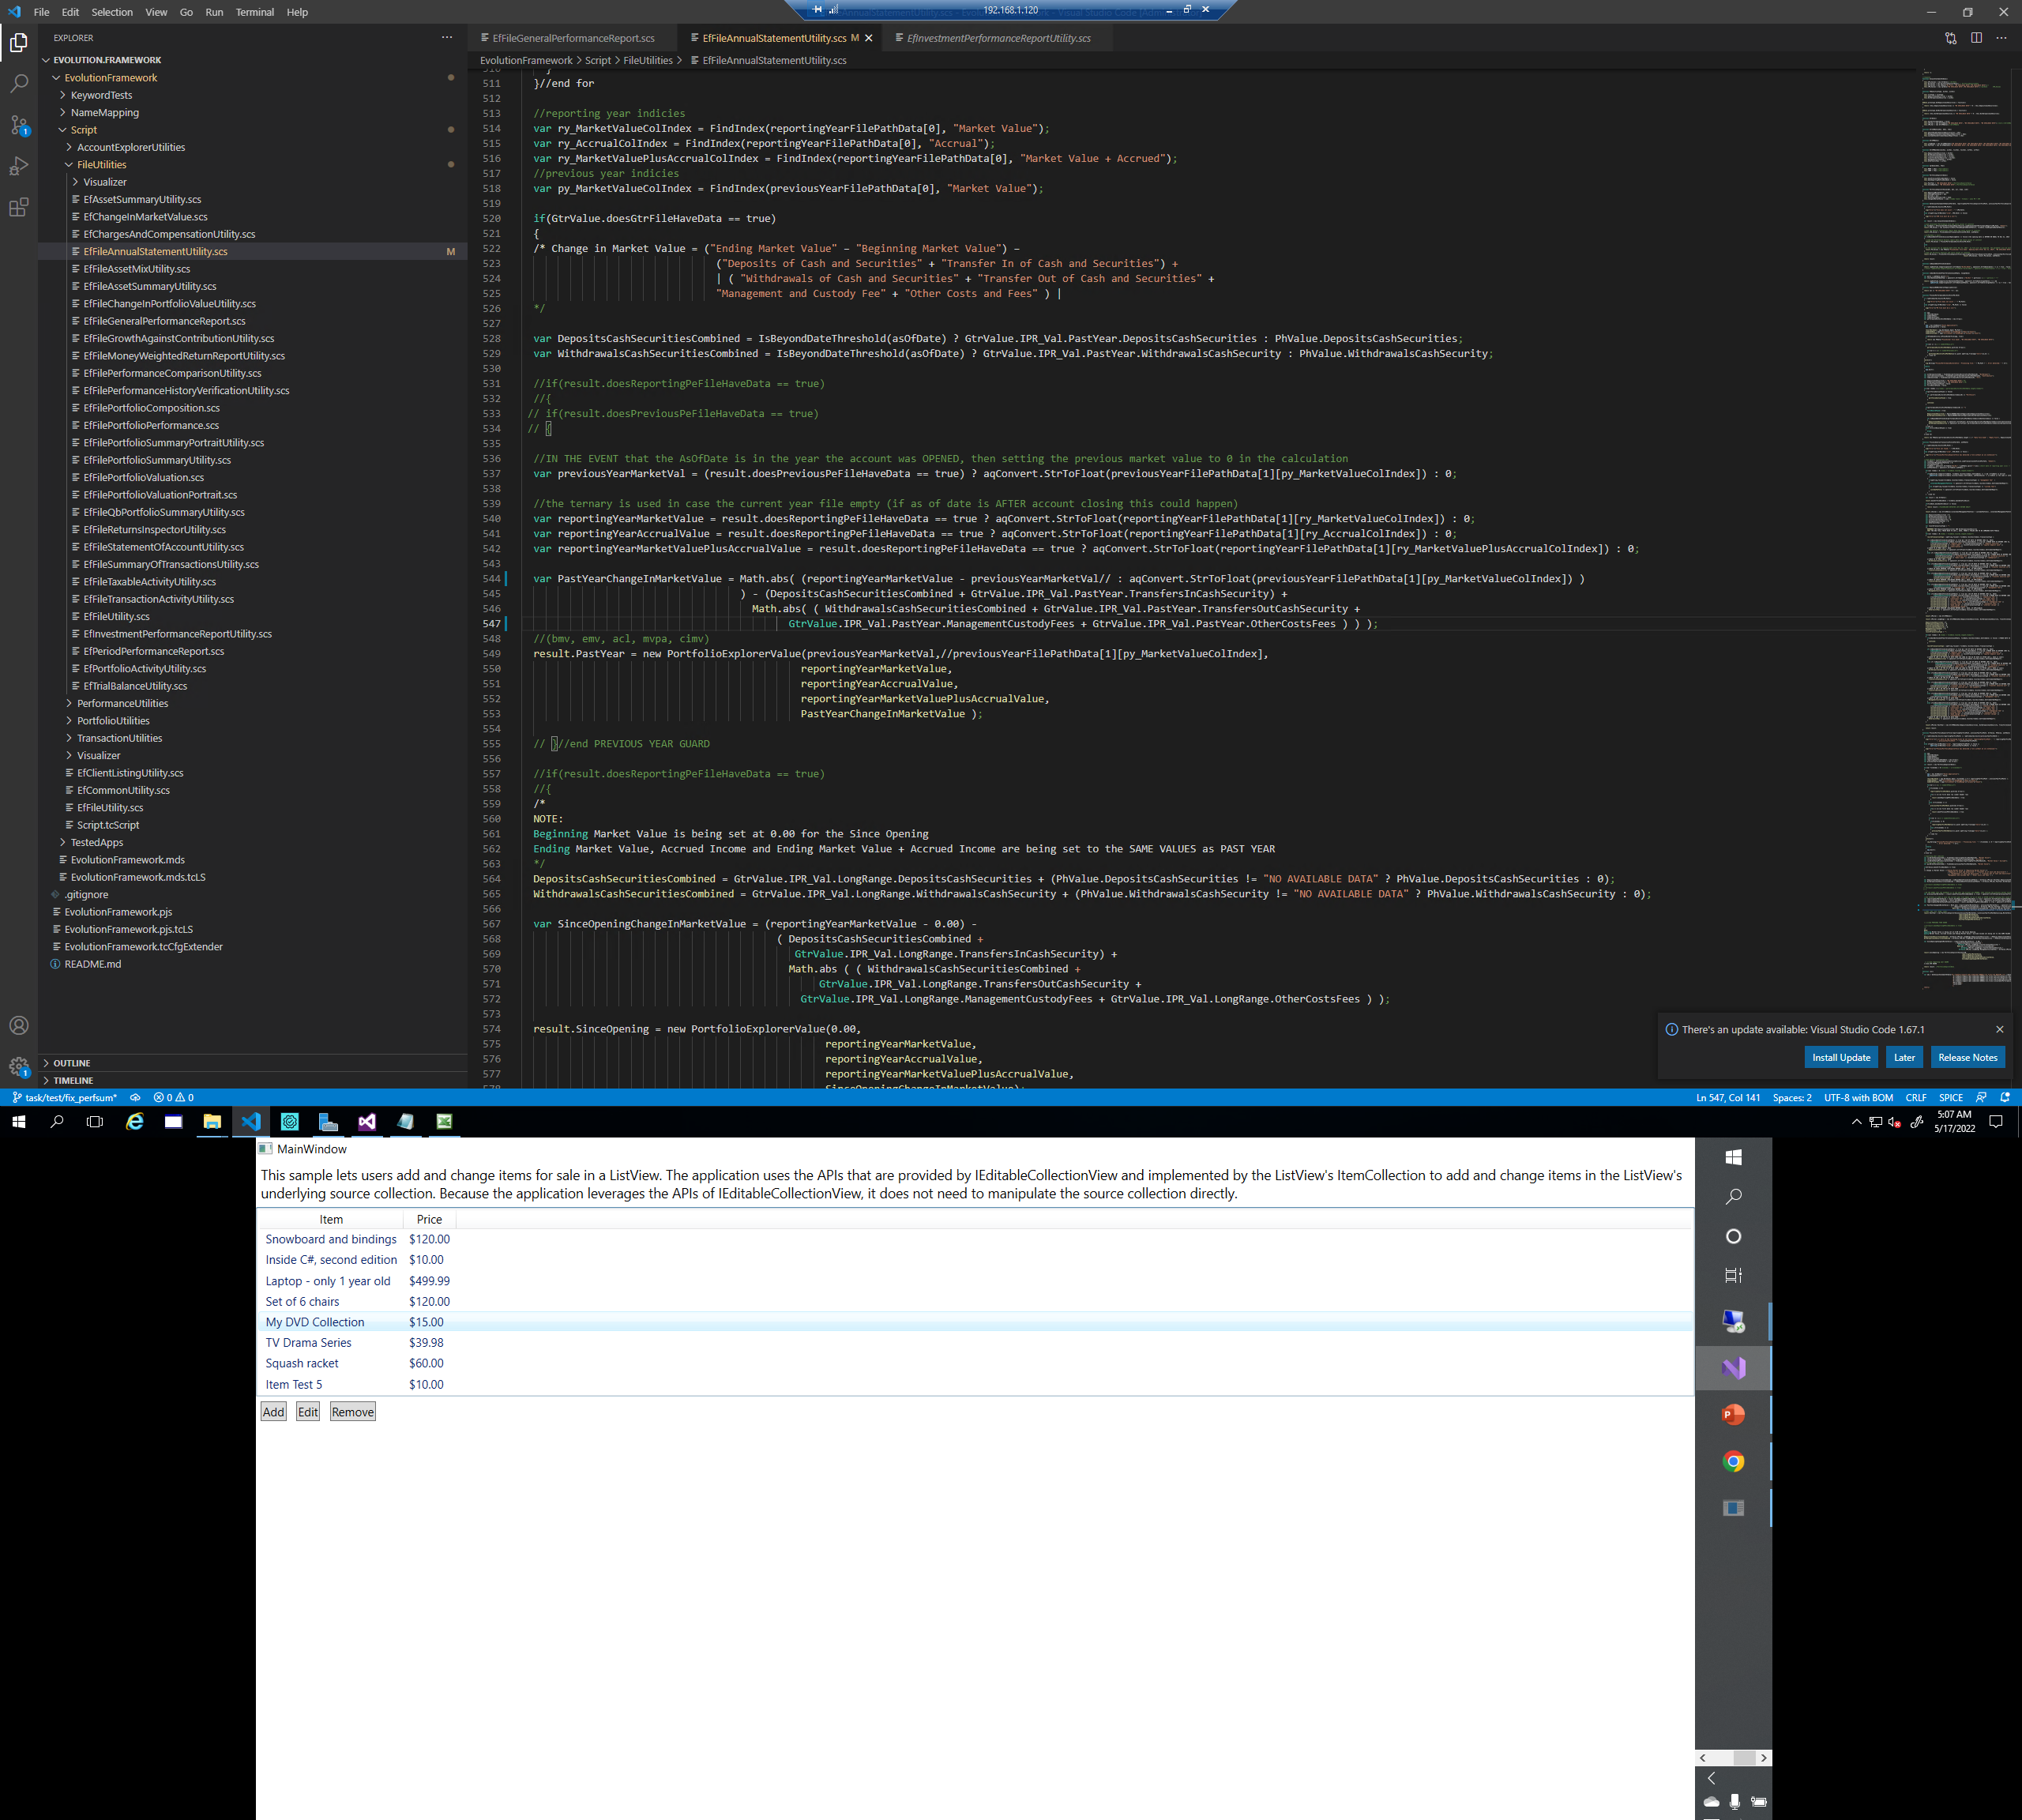 File Edit Selection View Go Run Terminal Help
192.168.1.120
EXPLORER
EVOLUTION.FRAMEWORK
EvolutionFramework
KeywordTests
NameMapping
Script
AccountExplorerUtilities
FileUtilities
Visualizer
EfAssetSummaryUtility.scs
EfChangeInMarketValue.scs
EfChargesAndCompensationUtility.scs
EfFileAnnualStatementUtility.scs M
EfFileAssetMixUtility.scs
EfFileAssetSummaryUtility.scs
EfFileChangeInPortfolioValueUtility.scs
EfFileGeneralPerformanceReport.scs
EfFileGrowthAgainstContributionUtility.scs
EfFileMoneyWeightedReturnReportUtility.scs
EfFilePerformanceComparisonUtility.scs
EfFilePerformanceHistoryVerificationUtility.scs
EfFilePortfolioComposition.scs
EfFilePortfolioPerformance.scs
EfFilePortfolioSummaryPortraitUtility.scs
EfFilePortfolioSummaryUtility.scs
EfFilePortfolioValuation.scs
EfFilePortfolioValuationPortrait.scs
EfFileQbPortfolioSummaryUtility.scs
EfFileReturnsInspectorUtility.scs
EfFileStatementOfAccountUtility.scs
EfFileSummaryOfTransactionsUtility.scs
EfFileTaxableActivityUtility.scs
EfFileTransactionActivityUtility.scs
EfFileUtility.scs
EfInvestmentPerformanceReportUtility.scs
EfPeriodPerformanceReport.scs
EfPortfolioActivityUtility.scs
EfTrialBalanceUtility.scs
PerformanceUtilities
PortfolioUtilities
TransactionUtilities
Visualizer
EfClientListingUtility.scs
EfCommonUtility.scs
EfFileUtility.scs
Script.tcScript
TestedApps
EvolutionFramework.mds
EvolutionFramework.mds.tcLS
.gitignore
EvolutionFramework.pjs
EvolutionFramework.pjs.tcLS
EvolutionFramework.tcCfgExtender
README.md
OUTLINE
TIMELINE
EfFileGeneralPerformanceReport.scs EfFileAnnualStatementUtility.scs M EfInvestmentPerformanceReportUtility.scs
EvolutionFramework > Script > FileUtilities > EfFileAnnualStatementUtility.scs
511 }//end for
512
513 //reporting year indicies
514 var ry_MarketValueColIndex = FindIndex(reportingYearFilePathData[0], "Market Value");
515 var ry_AccrualColIndex = FindIndex(reportingYearFilePathData[0], "Accrual");
516 var ry_MarketValuePlusAccrualColIndex = FindIndex(reportingYearFilePathData[0], "Market Value + Accrued");
517 //previous year indicies
518 var py_MarketValueColIndex = FindIndex(previousYearFilePathData[0], "Market Value");
519
520 if(GtrValue.doesGtrFileHaveData == true)
521 {
522 /* Change in Market Value = ("Ending Market Value" – "Beginning Market Value") –
523 ("Deposits of Cash and Securities" + "Transfer In of Cash and Securities") +
524 | ( "Withdrawals of Cash and Securities" + "Transfer Out of Cash and Securities" +
525 "Management and Custody Fee" + "Other Costs and Fees" ) |
526 */
527
528 var DepositsCashSecuritiesCombined = IsBeyondDateThreshold(asOfDate) ? GtrValue.IPR_Val.PastYear.DepositsCashSecurities : PhValue.DepositsCashSecurities;
529 var WithdrawalsCashSecuritiesCombined = IsBeyondDateThreshold(asOfDate) ? GtrValue.IPR_Val.PastYear.WithdrawalsCashSecurity : PhValue.WithdrawalsCashSecurity;
530
531 //if(result.doesReportingPeFileHaveData == true)
532 //{
533 // if(result.doesPreviousPeFileHaveData == true)
534 // {
535
536 //IN THE EVENT that the AsOfDate is in the year the account was OPENED, then setting the previous market value to 0 in the calculation
537 var previousYearMarketVal = (result.doesPreviousPeFileHaveData == true) ? aqConvert.StrToFloat(previousYearFilePathData[1][py_MarketValueColIndex]) : 0;
538
539 //the ternary is used in case the current year file empty (if as of date is AFTER account closing this could happen)
540 var reportingYearMarketValue = result.doesReportingPeFileHaveData == true ? aqConvert.StrToFloat(reportingYearFilePathData[1][ry_MarketValueColIndex]) : 0;
541 var reportingYearAccrualValue = result.doesReportingPeFileHaveData == true ? aqConvert.StrToFloat(reportingYearFilePathData[1][ry_AccrualColIndex]) : 0;
542 var reportingYearMarketValuePlusAccrualValue = result.doesReportingPeFileHaveData == true ? aqConvert.StrToFloat(reportingYearFilePathData[1][ry_MarketValuePlusAccrualColIndex]) : 0;
543
544 var PastYearChangeInMarketValue = Math.abs( (reportingYearMarketValue - previousYearMarketVal// : aqConvert.StrToFloat(previousYearFilePathData[1][py_MarketValueColIndex]) )
545 ) - (DepositsCashSecuritiesCombined + GtrValue.IPR_Val.PastYear.TransfersInCashSecurity) +
546 Math.abs( ( WithdrawalsCashSecuritiesCombined + GtrValue.IPR_Val.PastYear.TransfersOutCashSecurity +
547 GtrValue.IPR_Val.PastYear.ManagementCustodyFees + GtrValue.IPR_Val.PastYear.OtherCostsFees ) ) );
548 //(bmv, emv, acl, mvpa, cimv)
549 result.PastYear = new PortfolioExplorerValue(previousYearMarketVal,//previousYearFilePathData[1][py_MarketValueColIndex],
550 reportingYearMarketValue,
551 reportingYearAccrualValue,
552 reportingYearMarketValuePlusAccrualValue,
553 PastYearChangeInMarketValue );
554
555 // }//end PREVIOUS YEAR GUARD
556
557 //if(result.doesReportingPeFileHaveData == true)
558 //{
559 /*
560 NOTE:
561 Beginning Market Value is being set at 0.00 for the Since Opening
562 Ending Market Value, Accrued Income and Ending Market Value + Accrued Income are being set to the SAME VALUES as PAST YEAR
563 */
564 DepositsCashSecuritiesCombined = GtrValue.IPR_Val.LongRange.DepositsCashSecurities + (PhValue.DepositsCashSecurities != "NO AVAILABLE DATA" ? PhValue.DepositsCashSecurities : 0);
565 WithdrawalsCashSecuritiesCombined = GtrValue.IPR_Val.LongRange.WithdrawalsCashSecurity + (PhValue.WithdrawalsCashSecurity != "NO AVAILABLE DATA" ? PhValue.WithdrawalsCashSecurity : 0);
566
567 var SinceOpeningChangeInMarketValue = (reportingYearMarketValue - 0.00) -
568 ( DepositsCashSecuritiesCombined +
569 GtrValue.IPR_Val.LongRange.TransfersInCashSecurity) +
570 Math.abs ( ( WithdrawalsCashSecuritiesCombined +
571 GtrValue.IPR_Val.LongRange.TransfersOutCashSecurity +
572 GtrValue.IPR_Val.LongRange.ManagementCustodyFees + GtrValue.IPR_Val.LongRange.OtherCostsFees ) );
573
574 result.SinceOpening = new PortfolioExplorerValue(0.00,
575 reportingYearMarketValue,
576 reportingYearAccrualValue,
577 reportingYearMarketValuePlusAccrualValue,
There's an update available: Visual Studio Code 1.67.1
Install Update Later Release Notes
task/test/fix_perfsum* 0 0 Ln 547, Col 141 Spaces: 2 UTF-8 with BOM CRLF SPICE
5:07 AM
5/17/2022
MainWindow
This sample lets users add and change items for sale in a ListView. The application uses the APIs that are provided by IEditableCollectionView and implemented by the ListView's ItemCollection to add and change items in the ListView's
underlying source collection. Because the application leverages the APIs of IEditableCollectionView, it does not need to manipulate the source collection directly.
Item Price
Snowboard and bindings $120.00
Inside C#, second edition $10.00
Laptop - only 1 year old $499.99
Set of 6 chairs $120.00
My DVD Collection $15.00
TV Drama Series $39.98
Squash racket $60.00
Item Test 5 $10.00
Add Edit Remove